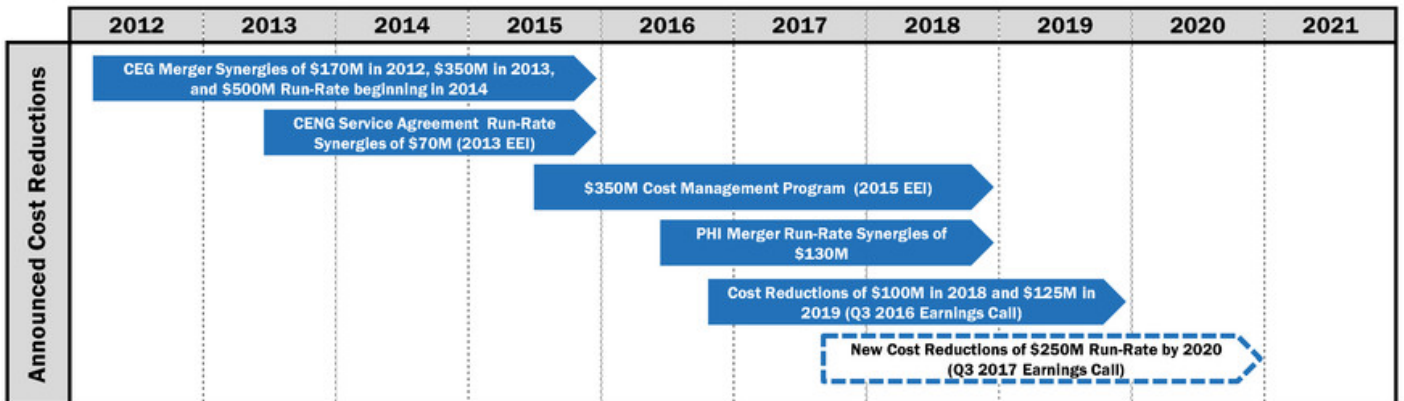 2012 2013 2014 2015 2016 2017 2018 2019 2020 2021
Announced Cost Reductions
CEG Merger Synergies of $170M in 2012, $350M in 2013,
and $500M Run-Rate beginning in 2014
CENG Service Agreement Run-Rate
Synergies of $70M (2013 EEI)
$350M Cost Management Program (2015 EEI)
PHI Merger Run-Rate Synergies of
$130M
Cost Reductions of $100M in 2018 and $125M in
2019 (Q3 2016 Earnings Call)
New Cost Reductions of $250M Run-Rate by 2020
(Q3 2017 Earnings Call)